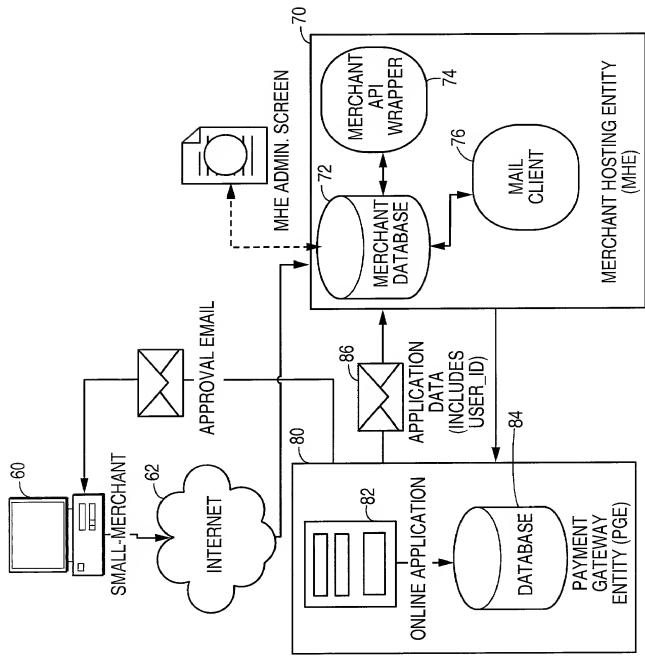 60
SMALL-MERCHANT
62
INTERNET
APPROVAL EMAIL
MHE ADMIN. SCREEN
70
72
MERCHANT
DATABASE
MERCHANT
API
WRAPPER
74
76
MAIL
CLIENT
MERCHANT HOSTING ENTITY
(MHE)
80
86
APPLICATION
DATA
(INCLUDES
USER_ID)
82
ONLINE APPLICATION
84
DATABASE
PAYMENT
GATEWAY
ENTITY (PGE)